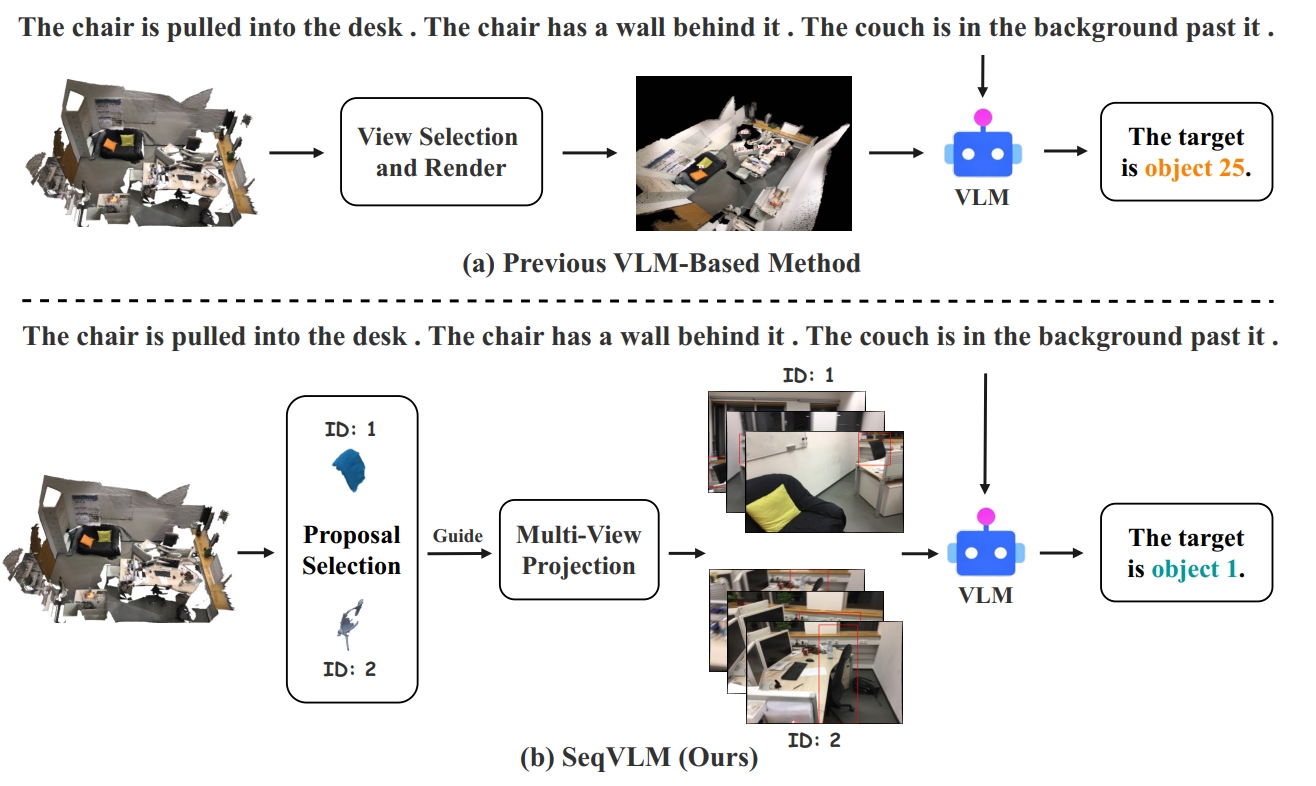 The chair is pulled into the desk . The chair has a wall behind it . The couch is in the background past it .
View Selection
and Render
VLM
The target
is object 25.
(a) Previous VLM-Based Method
The chair is pulled into the desk . The chair has a wall behind it . The couch is in the background past it .
ID: 1
ID: 1
Proposal
Selection
ID: 2
Guide
Multi-View
Projection
VLM
The target
is object 1.
ID: 2
(b) SeqVLM (Ours)